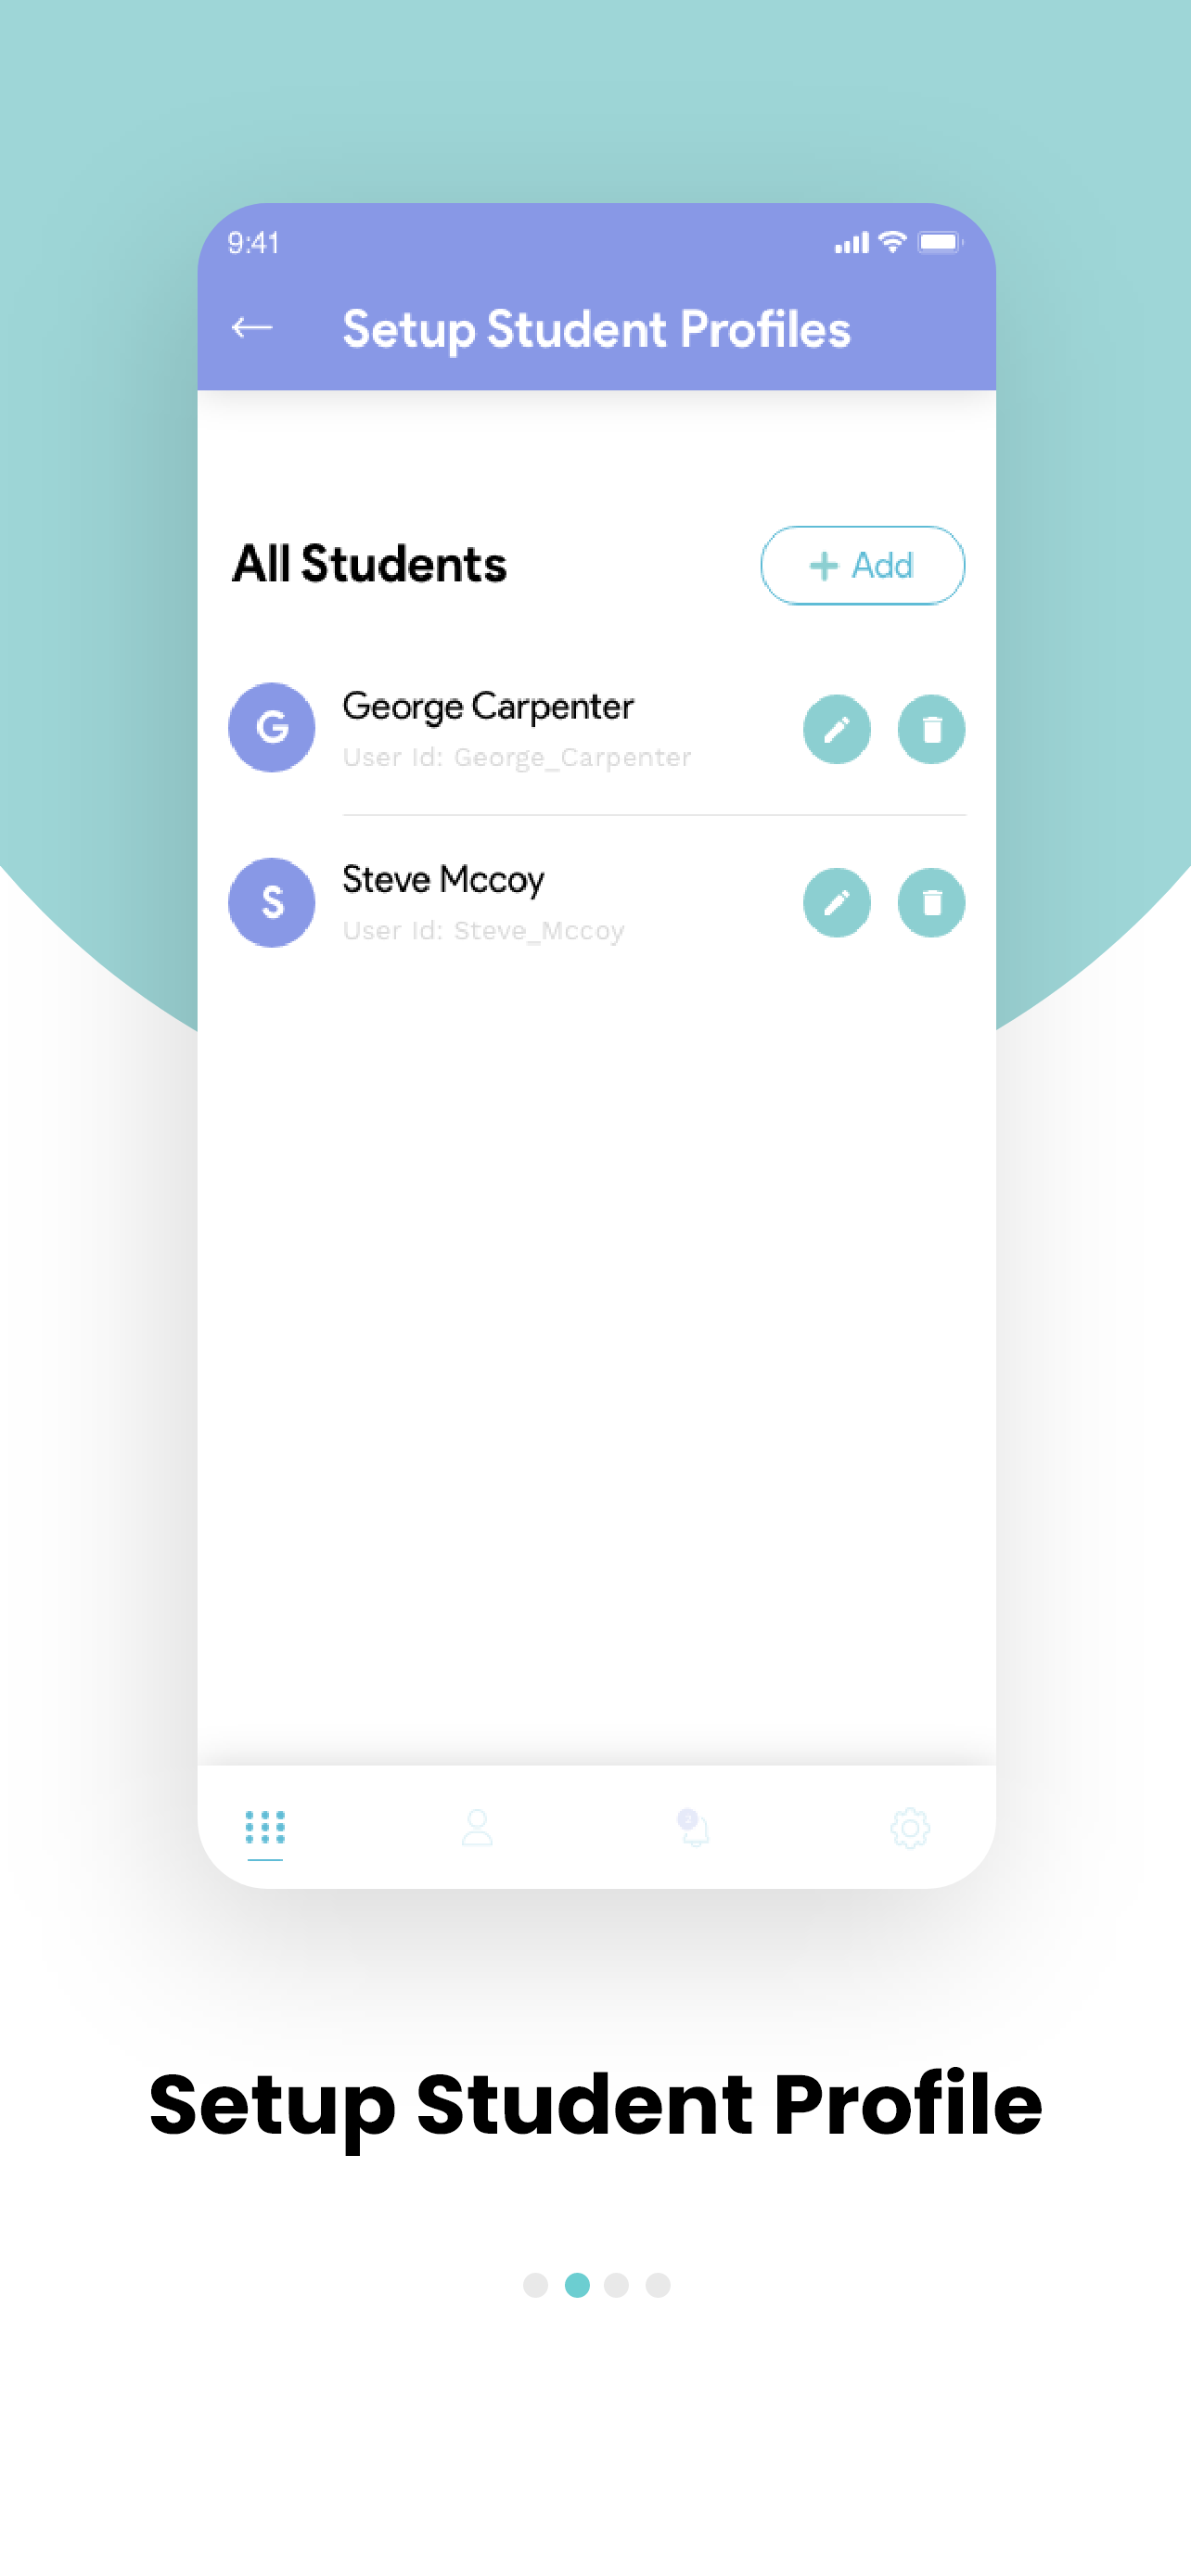 9:41
Setup Student Profiles
All Students
+ Add
G
George Carpenter
User Id: George_Carpenter
S
Steve Mccoy
User Id: Steve_Mccoy
Setup Student Profile